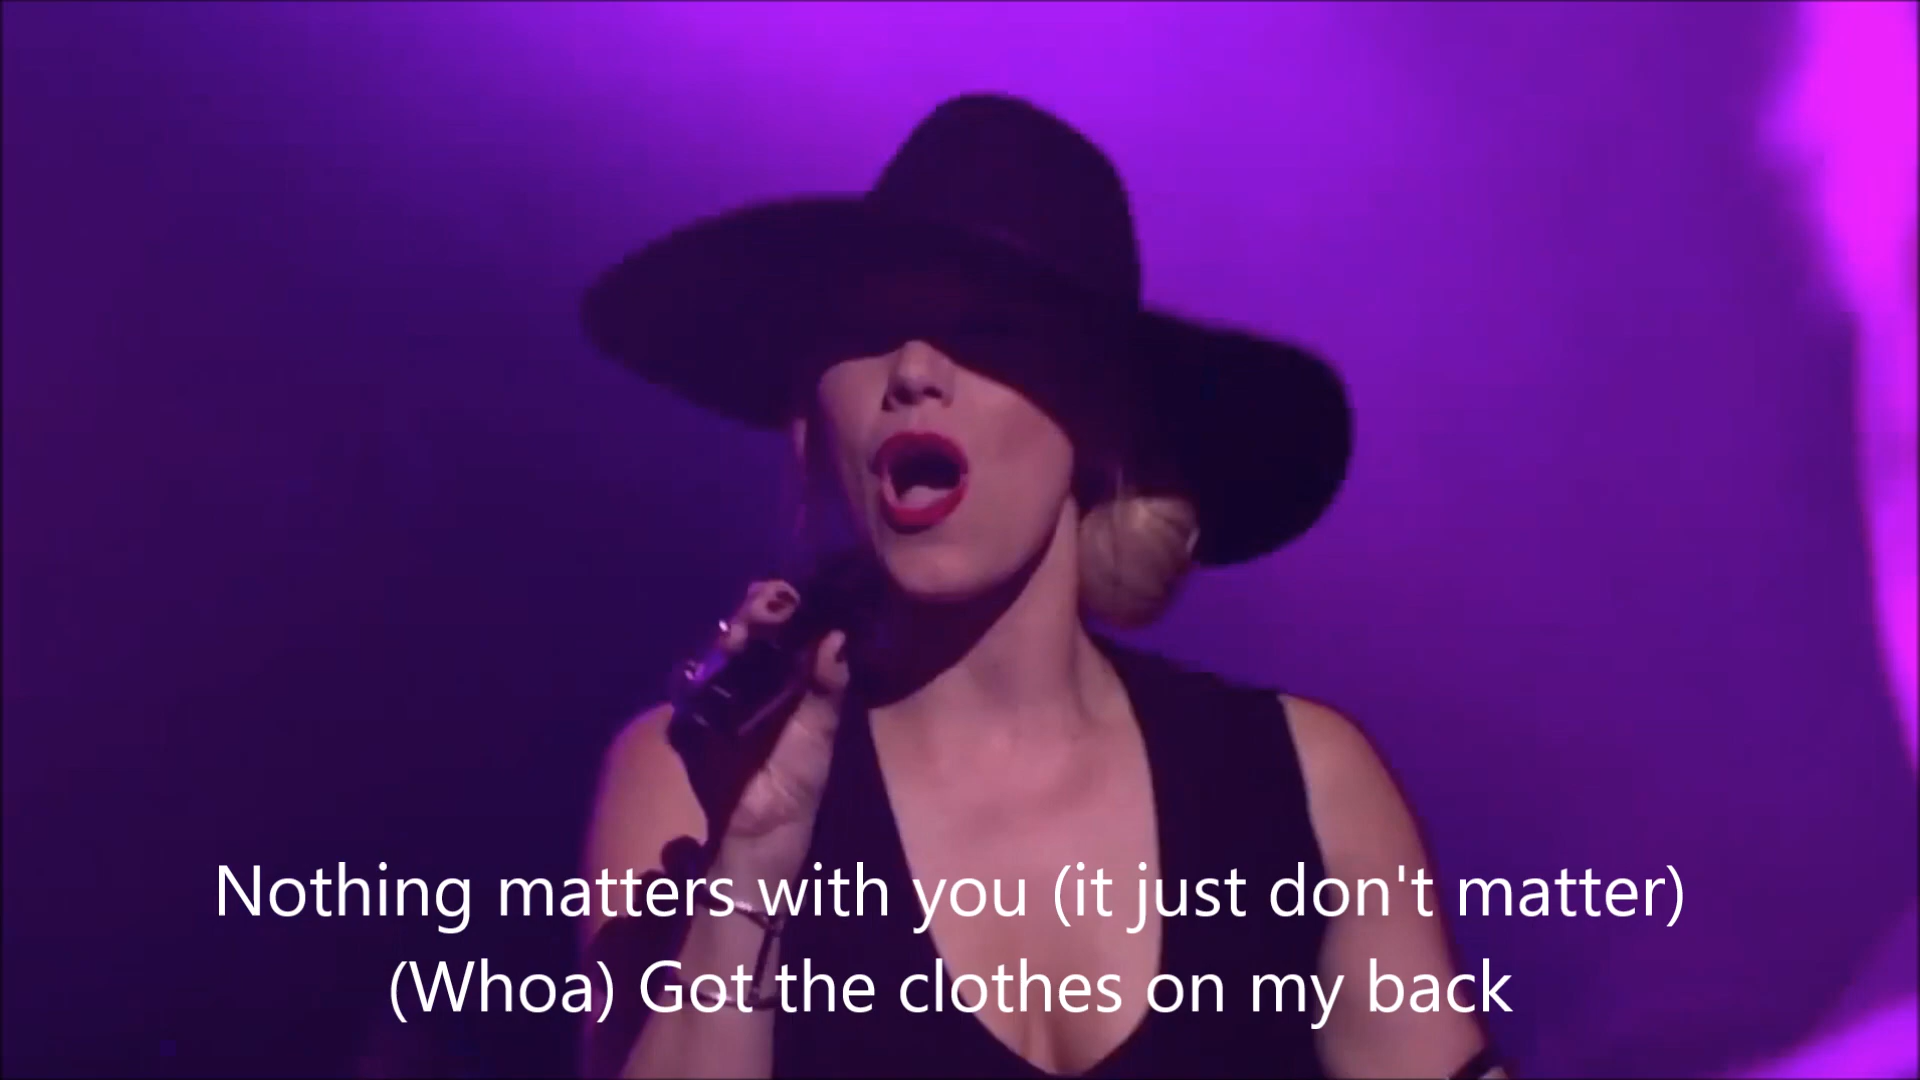 Nothing matters with you (it just don't matter)
(Whoa) Got the clothes on my back